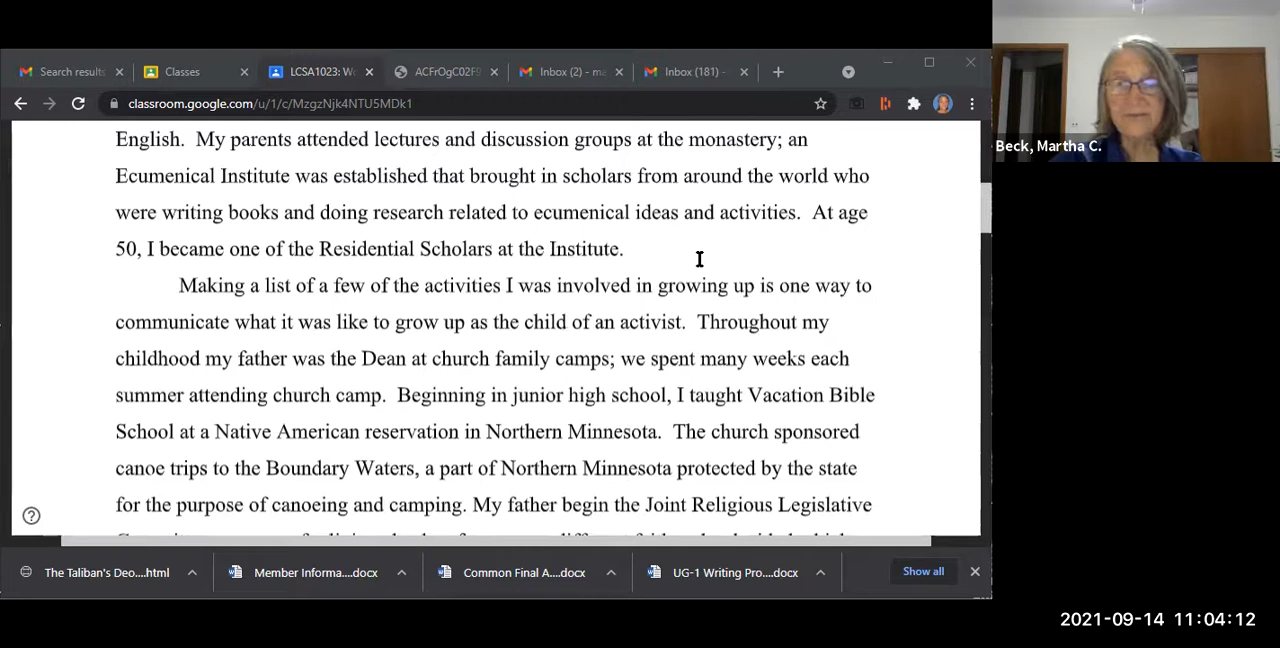 Search results
Classes
LCSA1023: Wo
ACFrOgC02F9
Inbox (2) - ma
Inbox (181) -
classroom.google.com/u/1/c/MzgzNjk4NTU5MDk1
English. My parents attended lectures and discussion groups at the monastery; an
Ecumenical Institute was established that brought in scholars from around the world who
were writing books and doing research related to ecumenical ideas and activities. At age
50, I became one of the Residential Scholars at the Institute.
Making a list of a few of the activities I was involved in growing up is one way to
communicate what it was like to grow up as the child of an activist. Throughout my
childhood my father was the Dean at church family camps; we spent many weeks each
summer attending church camp. Beginning in junior high school, I taught Vacation Bible
School at a Native American reservation in Northern Minnesota. The church sponsored
canoe trips to the Boundary Waters, a part of Northern Minnesota protected by the state
for the purpose of canoeing and camping. My father begin the Joint Religious Legislative
The Taliban's Deo....html
Member Informa....docx
Common Final A....docx
UG-1 Writing Pro....docx
Show all
Beck, Martha C.
2021-09-14 11:04:12